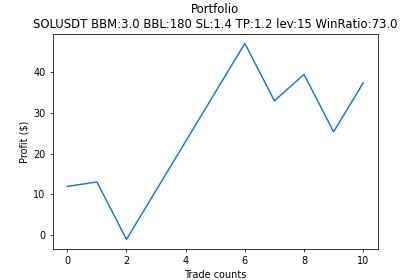 Portfolio
SOLUSDT BBM:3.0 BBL:180 SL:1.4 TP:1.2 lev:15 WinRatio:73.0
40
30
20
10
0
Profit ($)
0 2 4 6 8 10
Trade counts